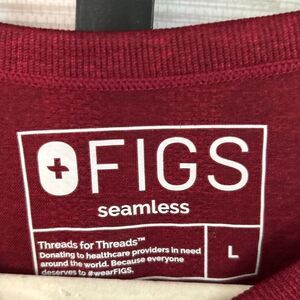 FIGS
seamless
Threads for Threads™
Donating to healthcare providers in need
around the world. Because everyone
deserves to #wearFIGS.
L